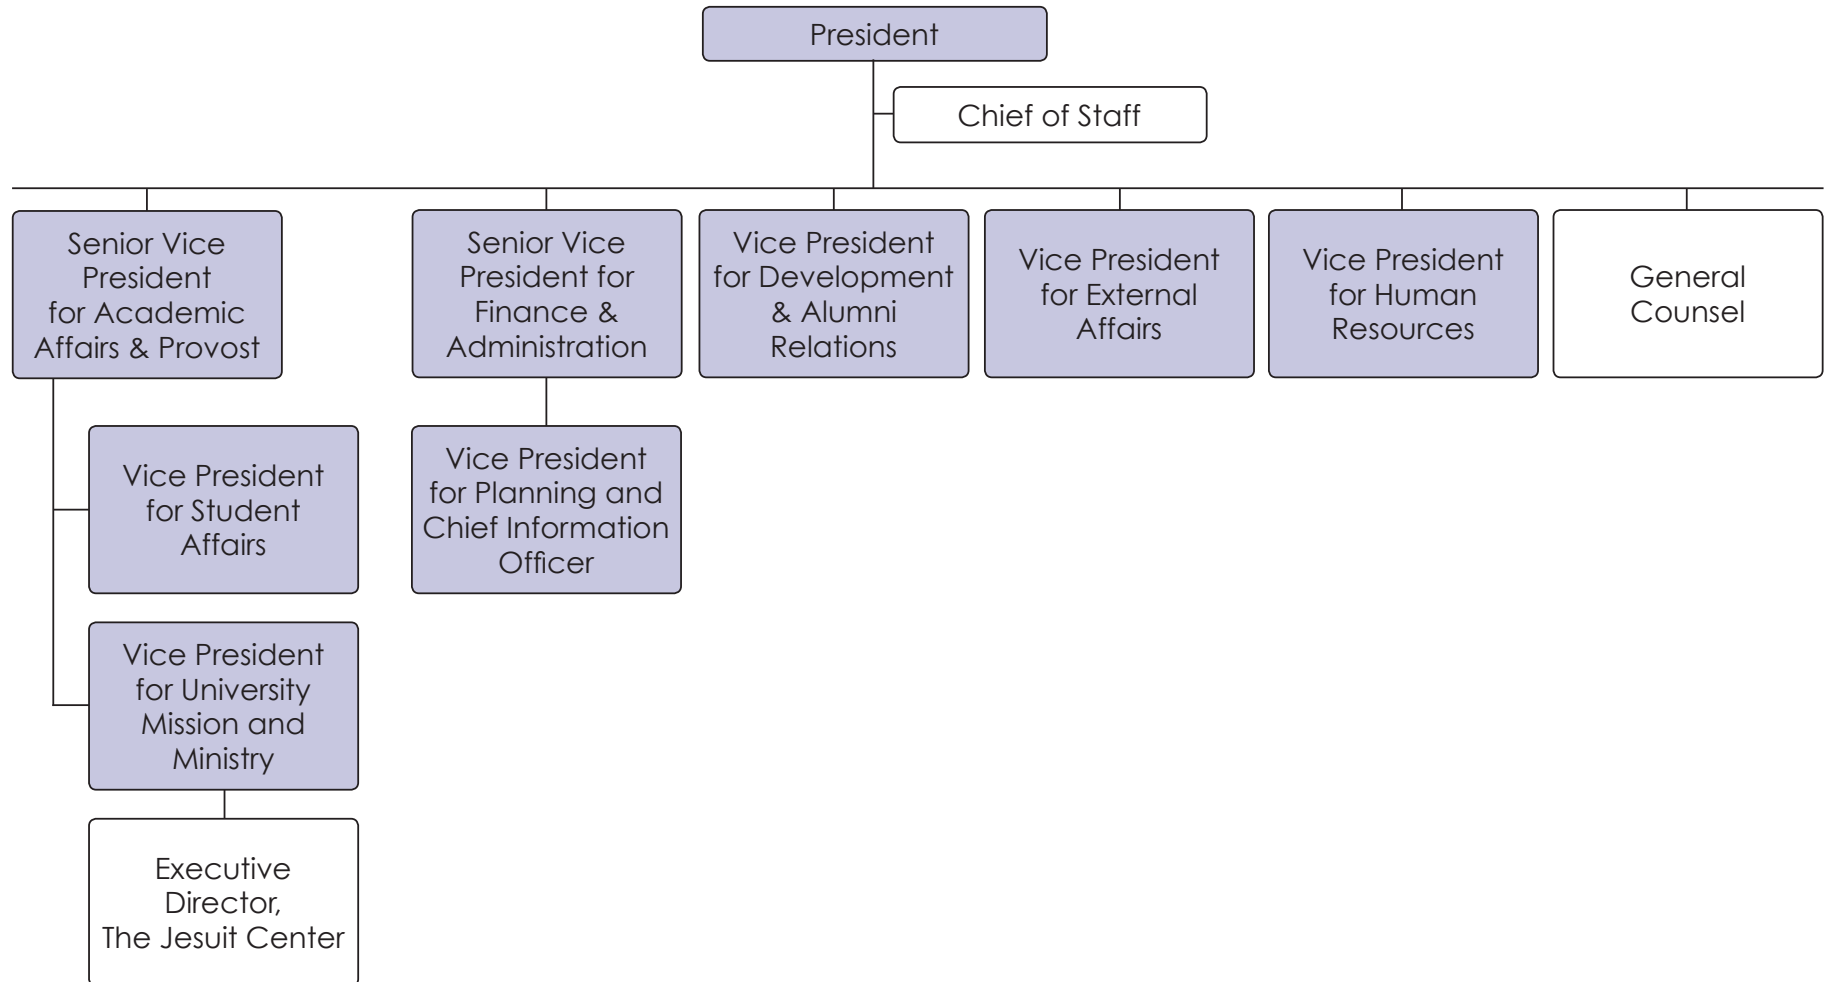 President
Chief of Staff
Senior Vice
President
for Academic
Affairs & Provost
Senior Vice
President for
Finance &
Administration
Vice President
for Development
& Alumni
Relations
Vice President
for External
Affairs
Vice President
for Human
Resources
General
Counsel
Vice President
for Student
Affairs
Vice President
for Planning and
Chief Information
Officer
Vice President
for University
Mission and
Ministry
Executive
Director,
The Jesuit Center